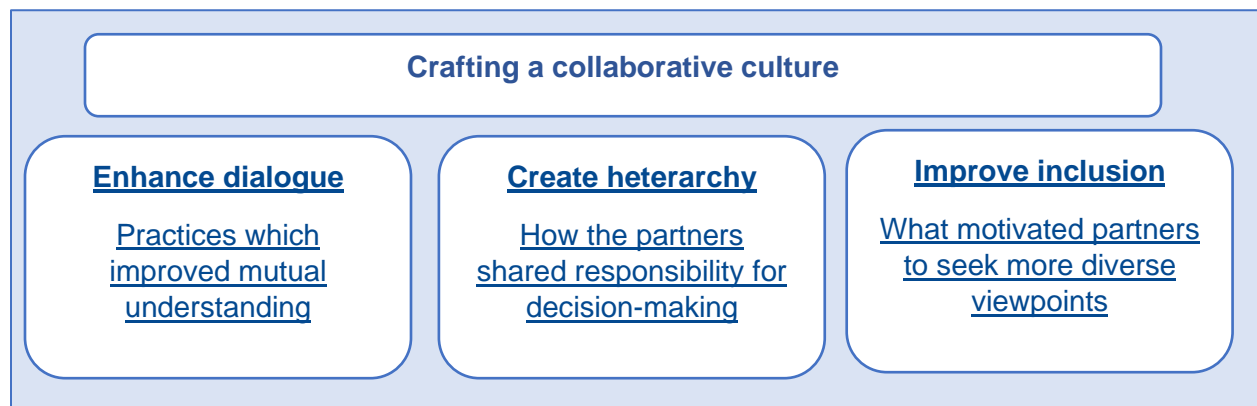 Crafting a collaborative culture
Enhance dialogue
Practices which
improved mutual
understanding
Create heterarchy
How the partners
shared responsibility for
decision-making
Improve inclusion
What motivated partners
to seek more diverse
viewpoints